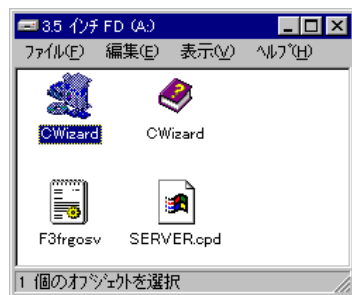 3.5 インチ FD (A:)
ファイル(F) 編集(E) 表示(V) ヘルプ(H)
CWizard CWizard
F3frgosv SERVER.cpd
1 個のオブジェクトを選択